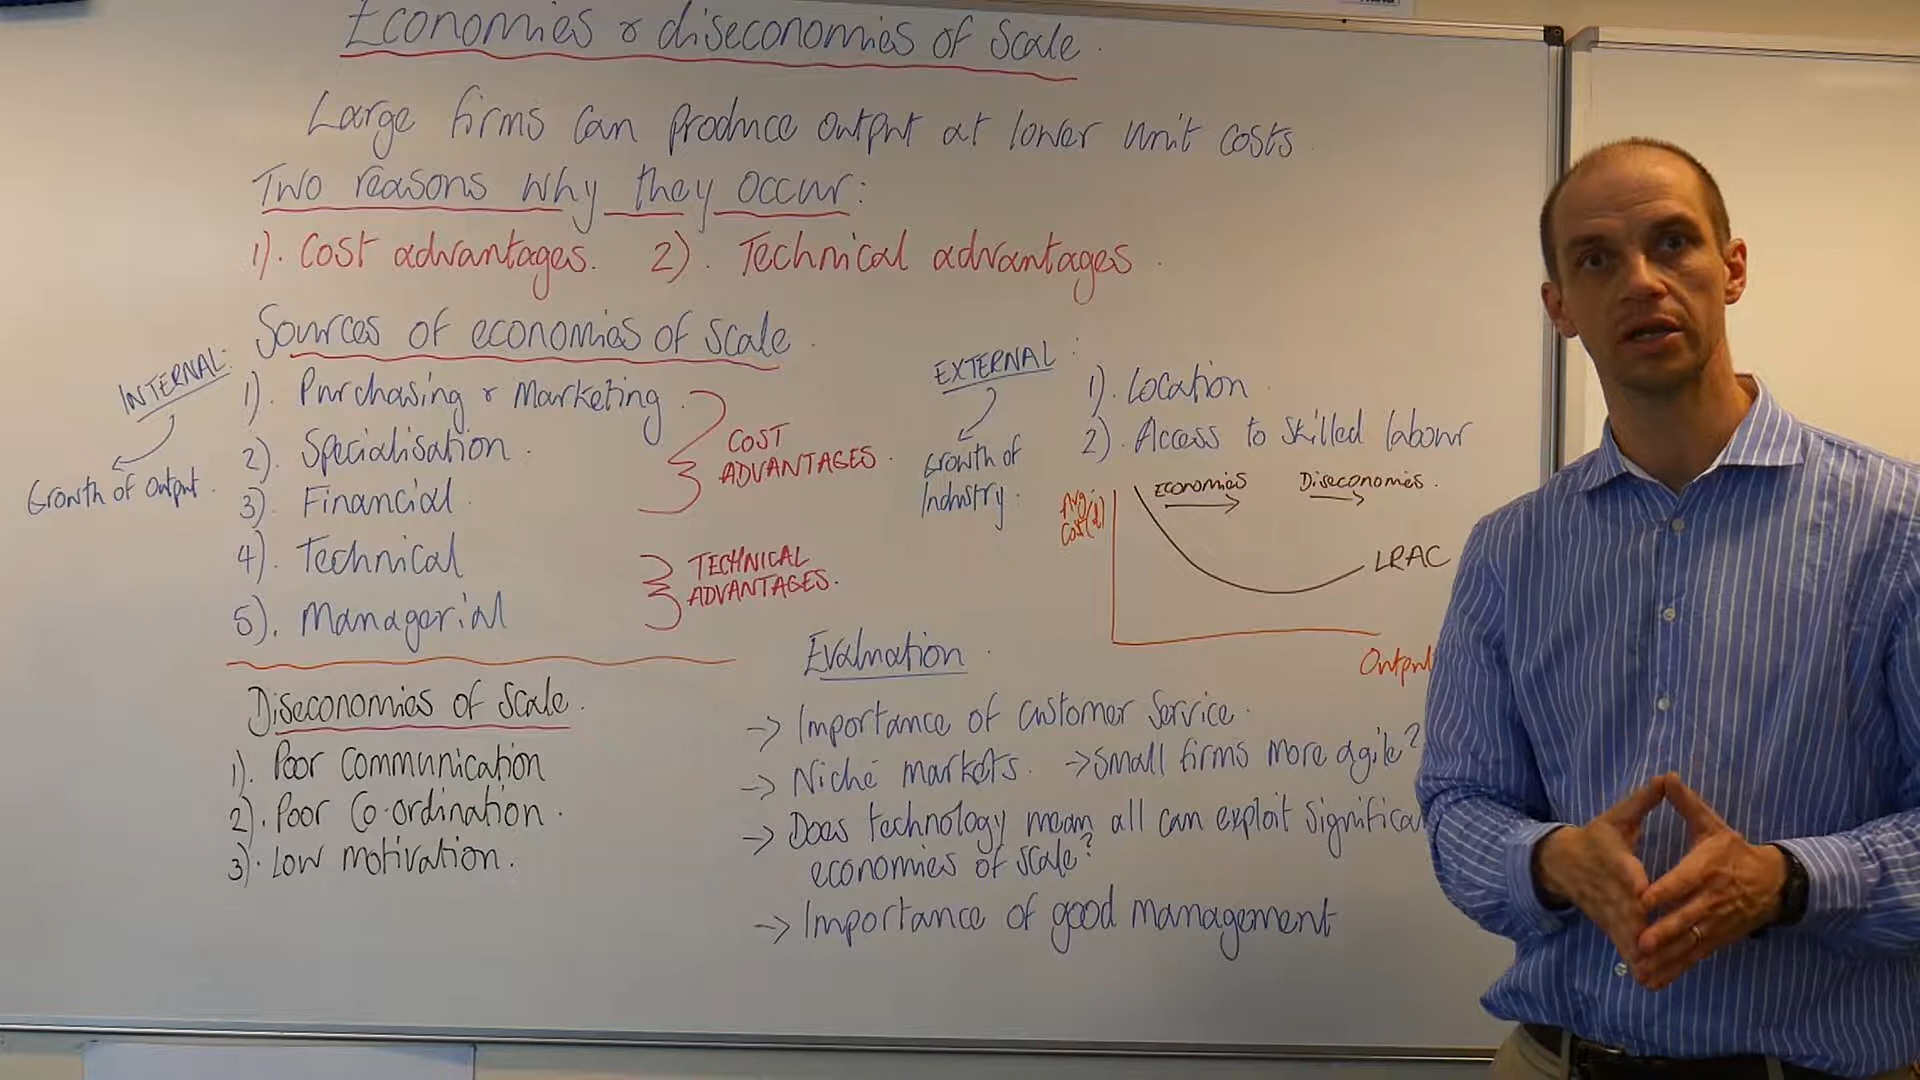 Economies & diseconomies of scale.
Large firms can produce output at lower unit costs.
Two reasons why they occur:
1). Cost advantages. 2). Technical advantages.
Sources of economies of scale.
INTERNAL:
Growth of output.
1). Purchasing & Marketing.
2). Specialisation.
3). Financial.
COST
ADVANTAGES.
4). Technical
5). Managerial
TECHNICAL
ADVANTAGES.
EXTERNAL:
Growth of
Industry.
1). Location.
2). Access to skilled labour
Economies
Diseconomies.
Avg.
Cost(£)
LRAC
Output
Diseconomies of scale.
1). Poor communication
2). Poor Co-ordination.
3). Low motivation.
Evaluation.
-> Importance of customer service.
-> Niche markets. -> Small firms more agile?
-> Does technology mean all can exploit significa
economies of scale?
-> Importance of good management